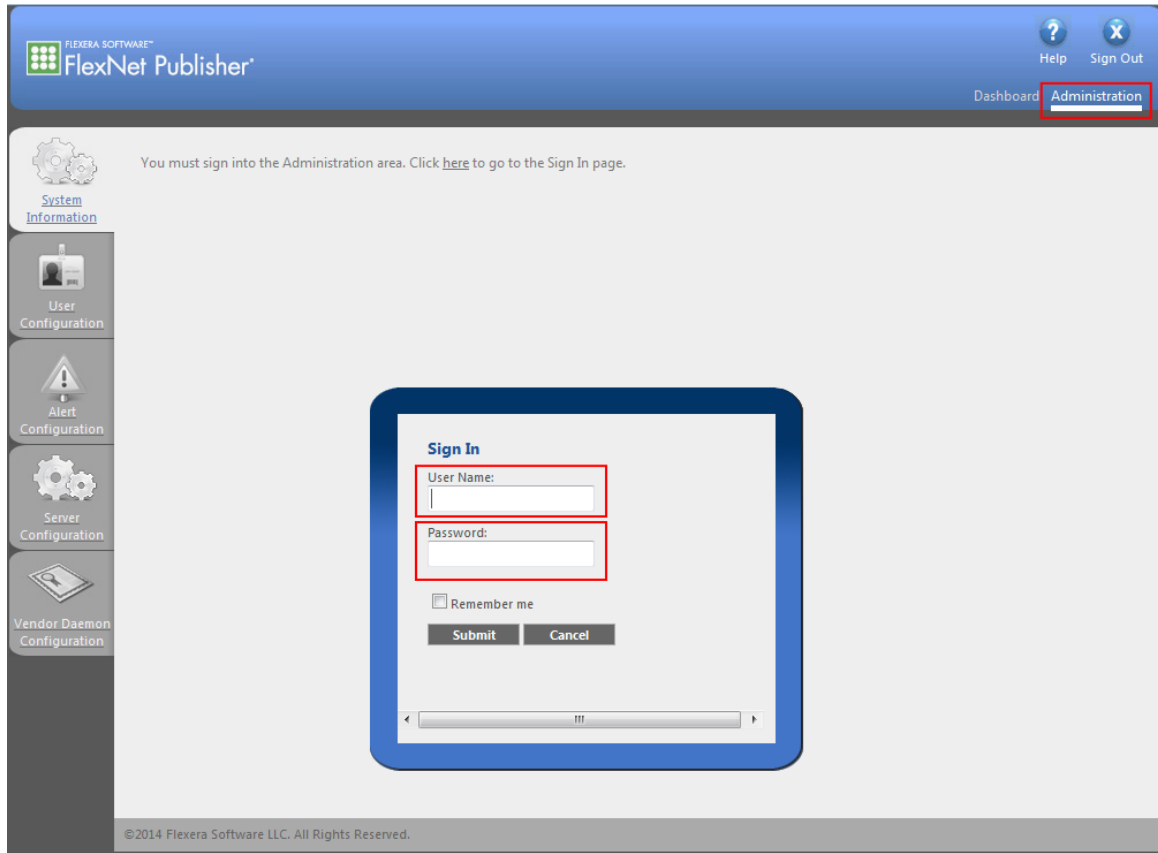 FLEXERA SOFTWARE™
FlexNet Publisher®
? X
Help Sign Out
Dashboard Administration
You must sign into the Administration area. Click here to go to the Sign In page.
System
Information
User
Configuration
Alert
Configuration
Server
Configuration
Vendor Daemon
Configuration
Sign In
User Name:
Password:
Remember me
Submit Cancel
©2014 Flexera Software LLC. All Rights Reserved.